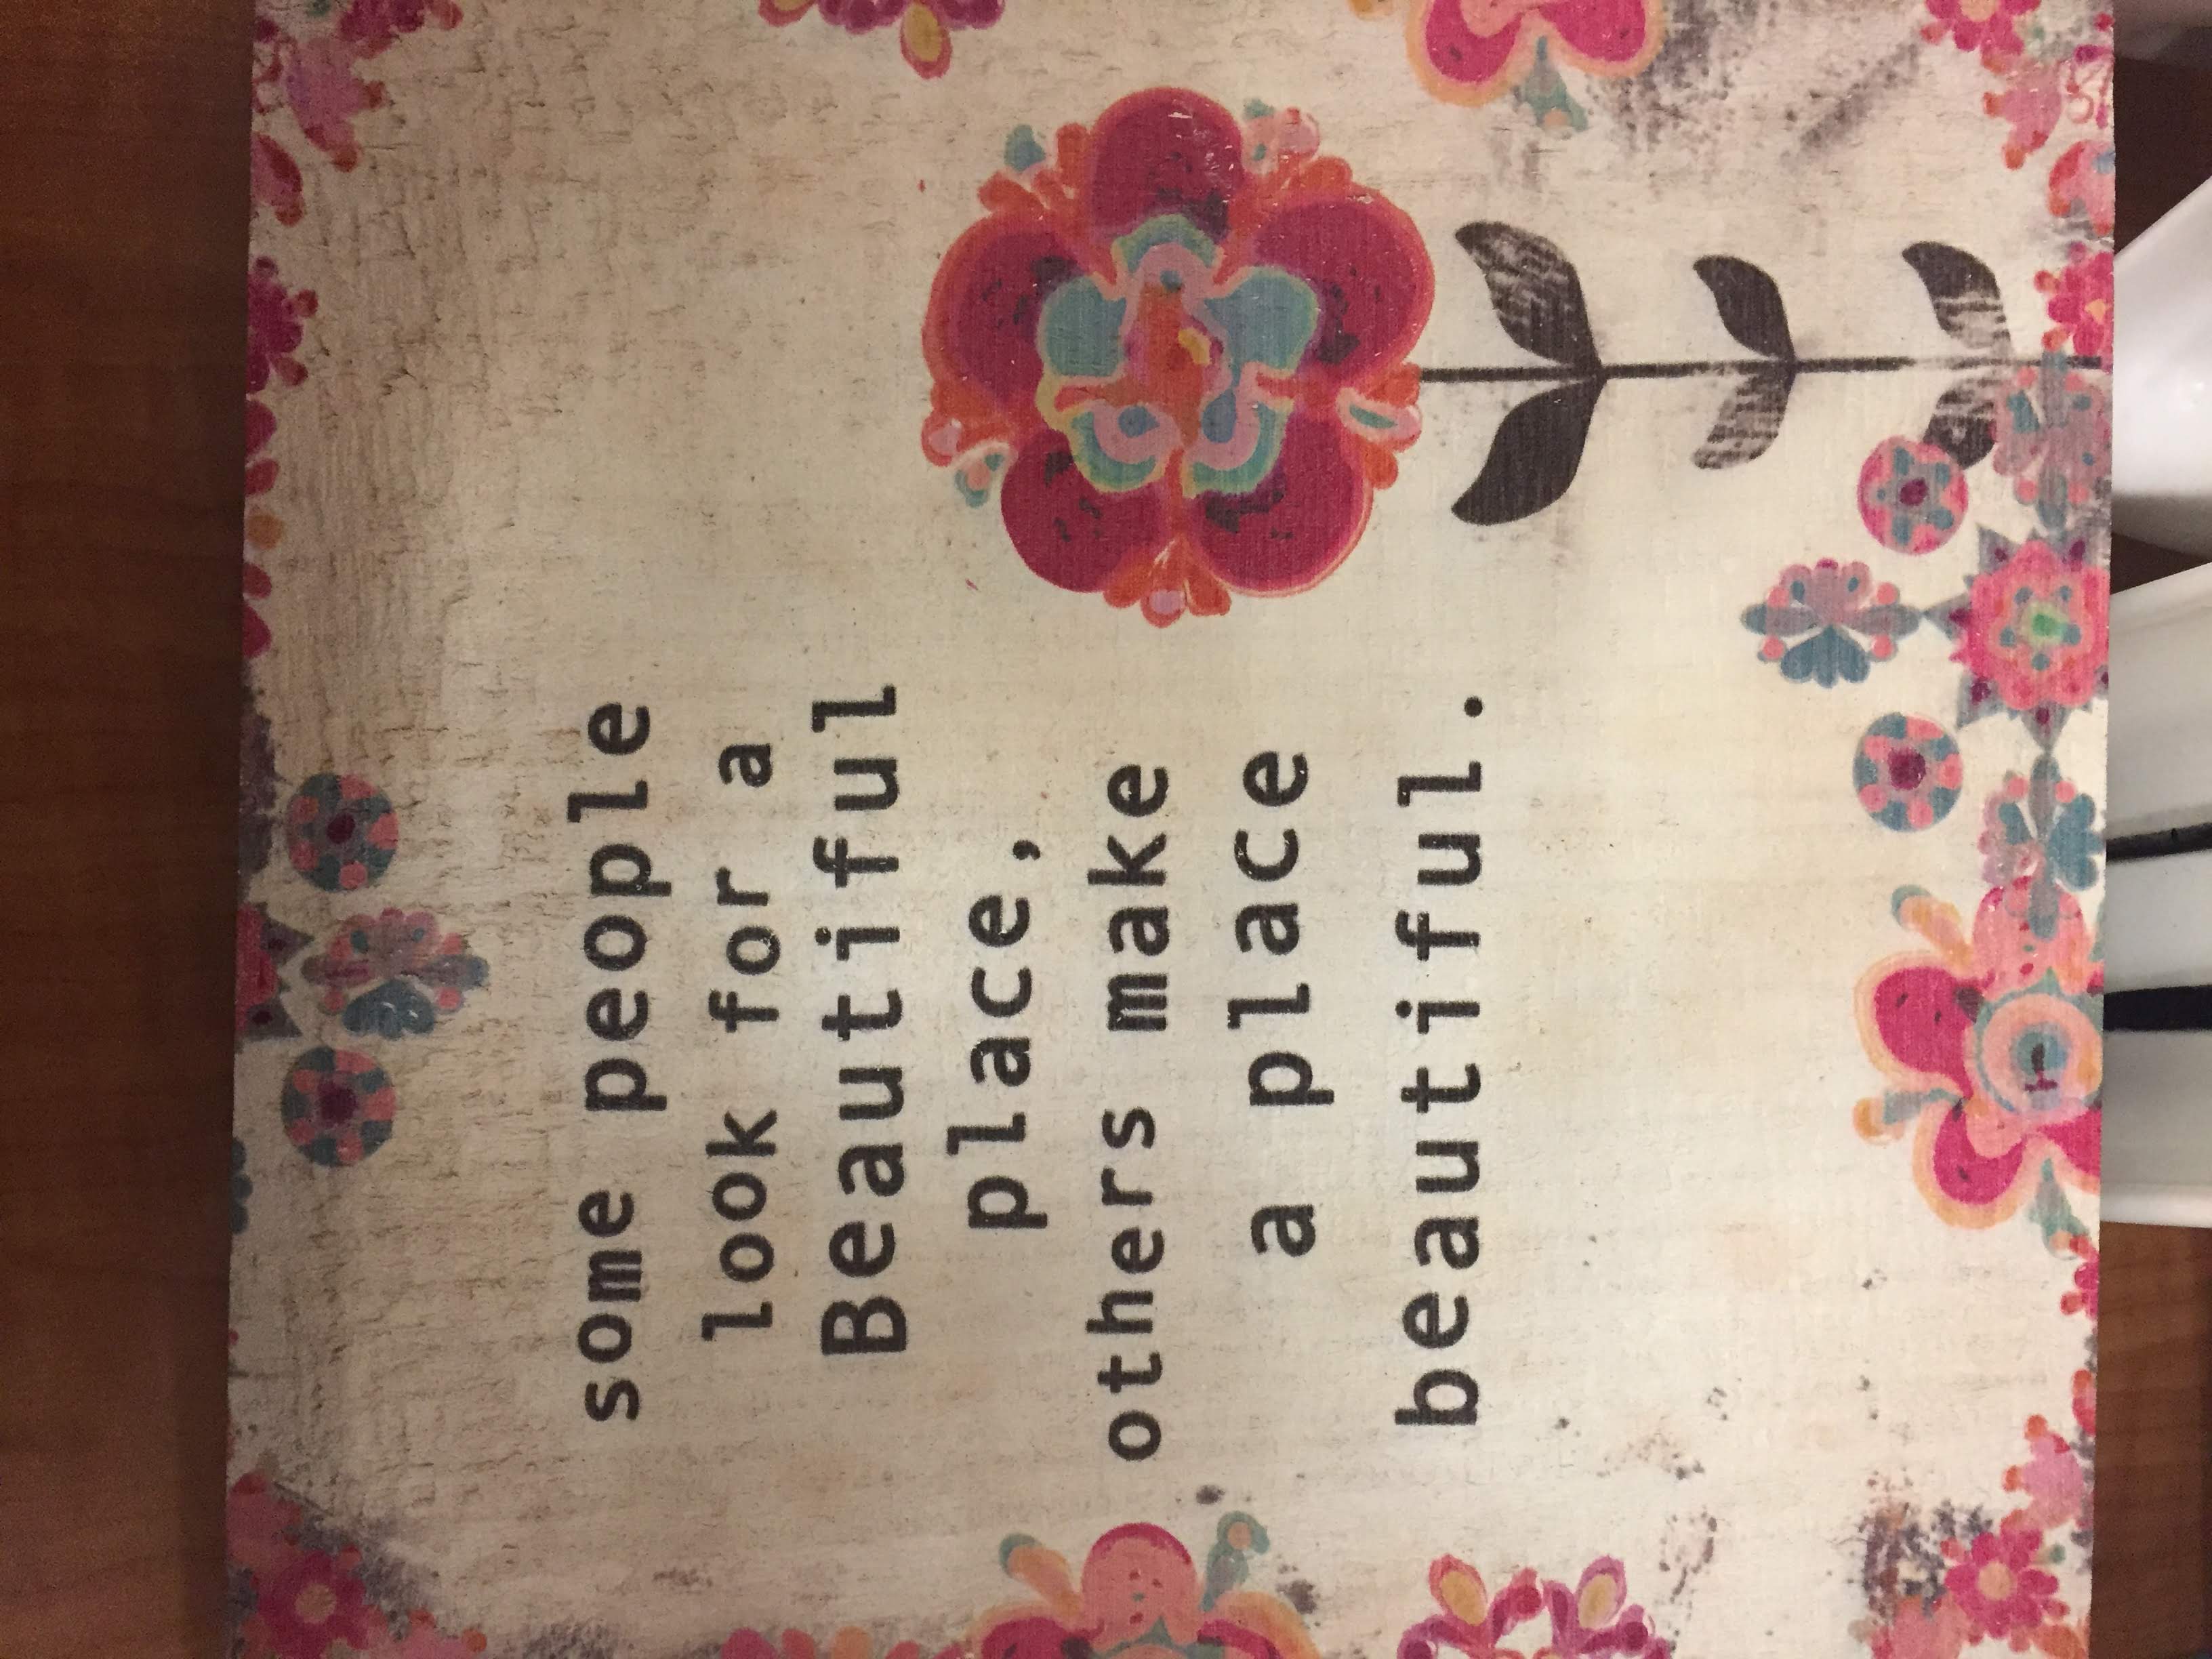 some people
look for a
Beautiful
place,
others make
a place
beautiful.